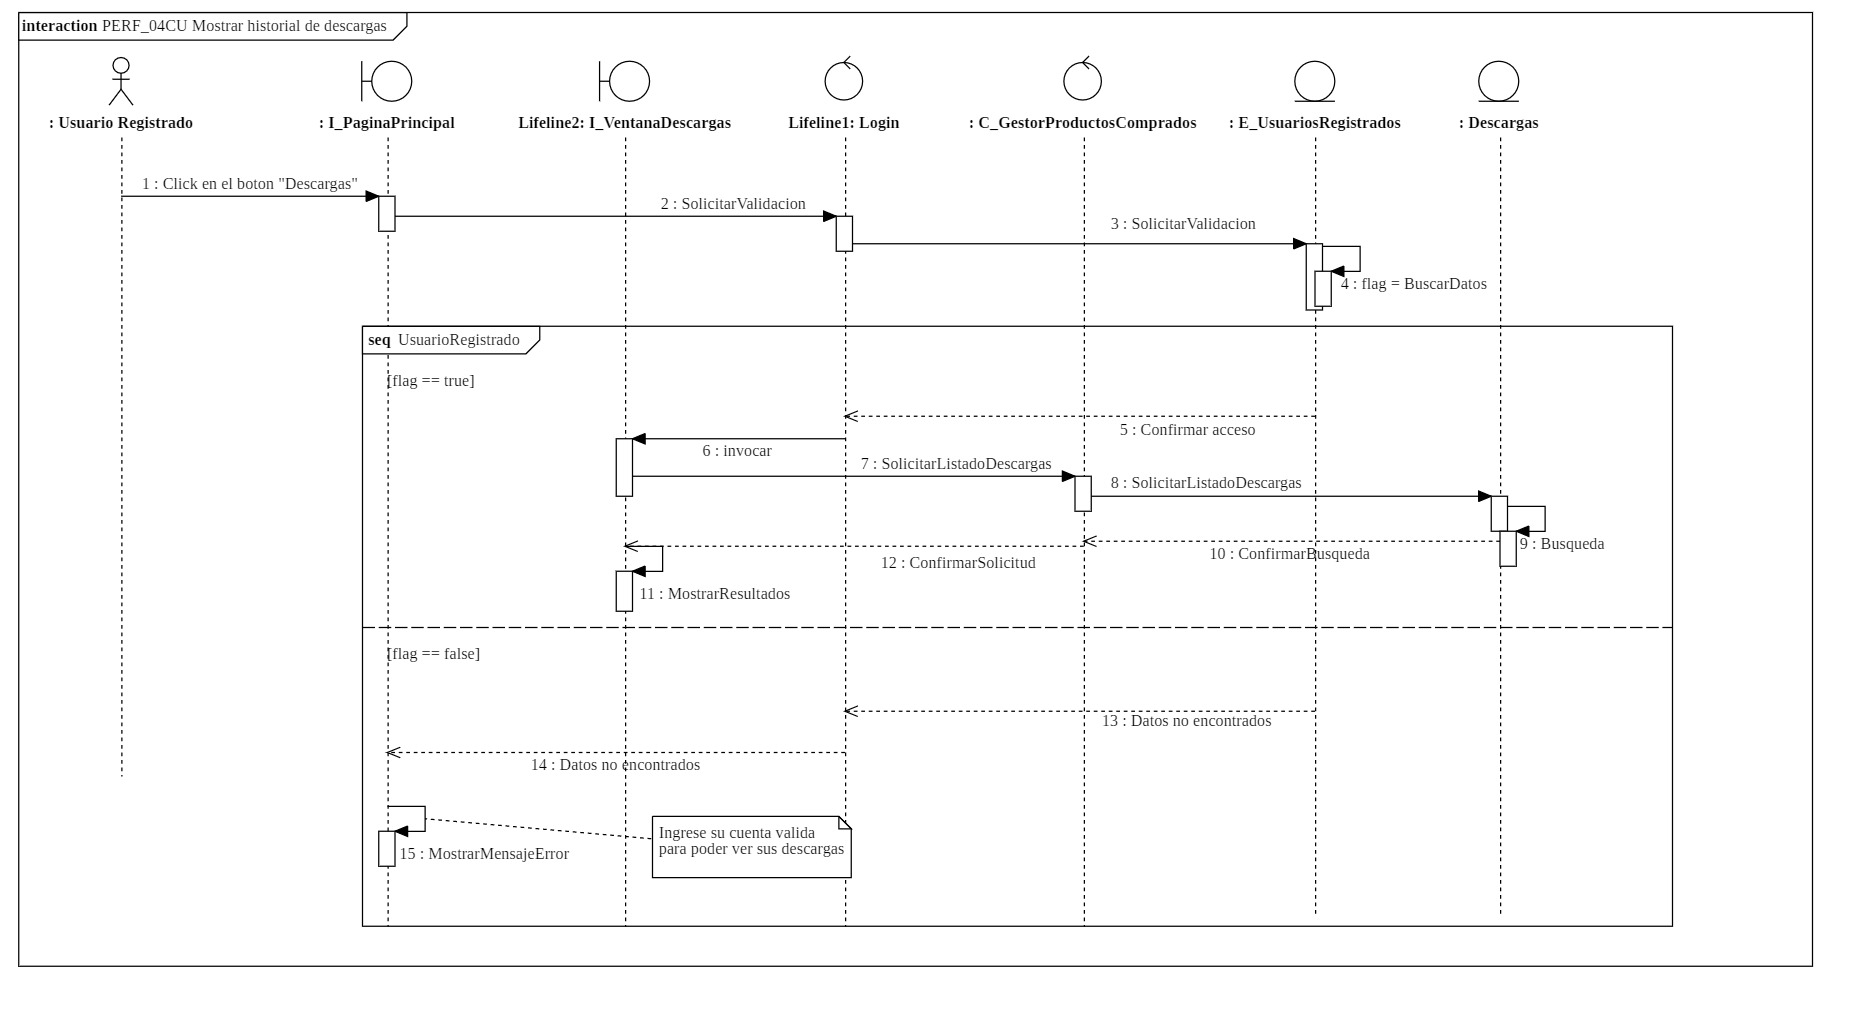 interaction PERF_04CU Mostrar historial de descargas
: Usuario Registrado
: I_PaginaPrincipal
Lifeline2: I_VentanaDescargas
Lifeline1: Login
: C_GestorProductosComprados
: E_UsuariosRegistrados
: Descargas
1 : Click en el boton "Descargas"
2 : SolicitarValidacion
3 : SolicitarValidacion
4 : flag = BuscarDatos
seq UsuarioRegistrado
[flag == true]
5 : Confirmar acceso
6 : invocar
7 : SolicitarListadoDescargas
8 : SolicitarListadoDescargas
9 : Busqueda
10 : ConfirmarBusqueda
12 : ConfirmarSolicitud
11 : MostrarResultados
[flag == false]
13 : Datos no encontrados
14 : Datos no encontrados
Ingrese su cuenta valida
para poder ver sus descargas
15 : MostrarMensajeError